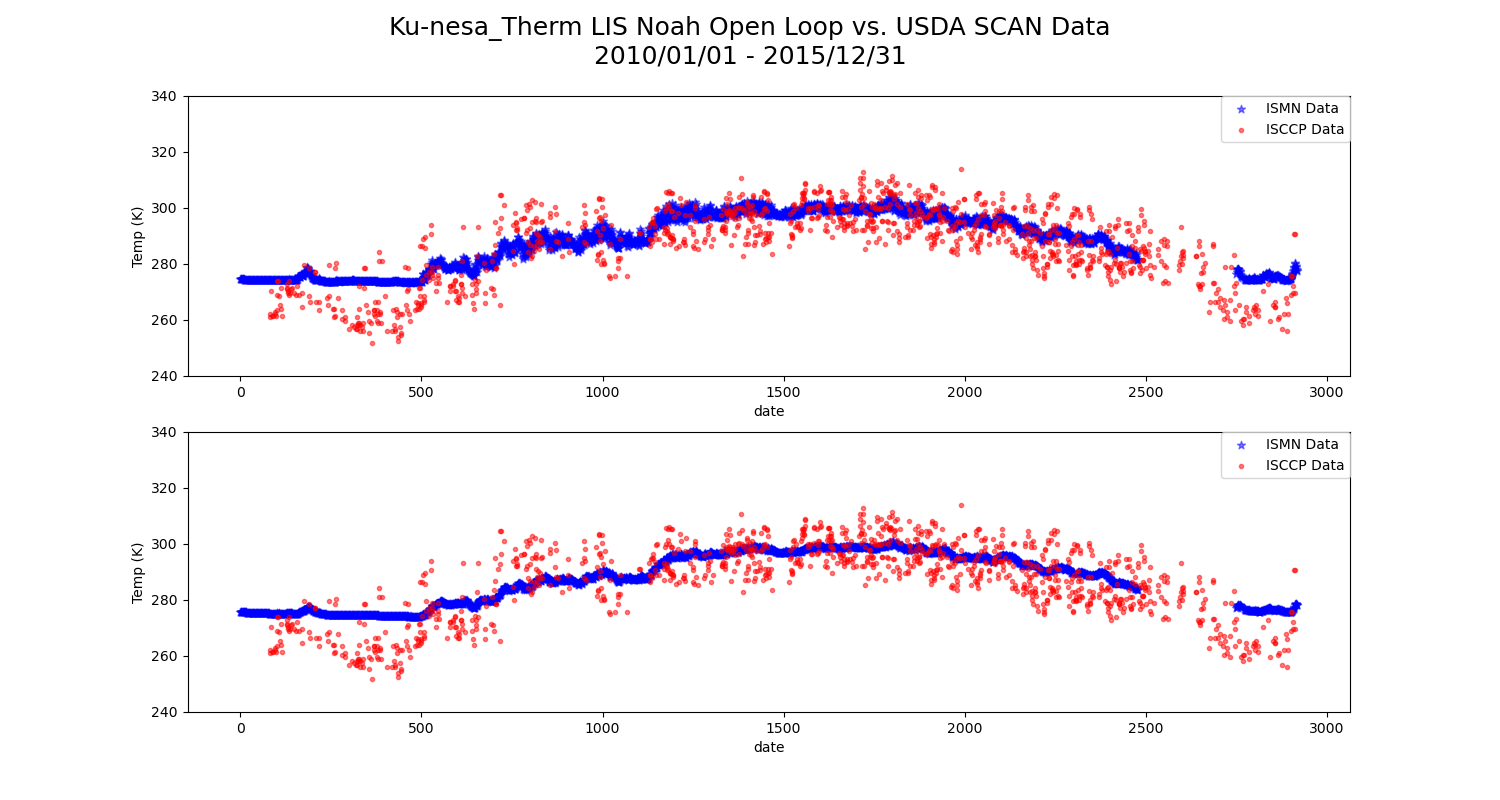 Ku-nesa_Therm LIS Noah Open Loop vs. USDA SCAN Data
2010/01/01 - 2015/12/31
340
320
300
280
260
240
Temp (K)
ISMN Data
ISCCP Data
0 500 1000 1500 2000 2500 3000
date
340
320
300
280
260
240
Temp (K)
ISMN Data
ISCCP Data
0 500 1000 1500 2000 2500 3000
date